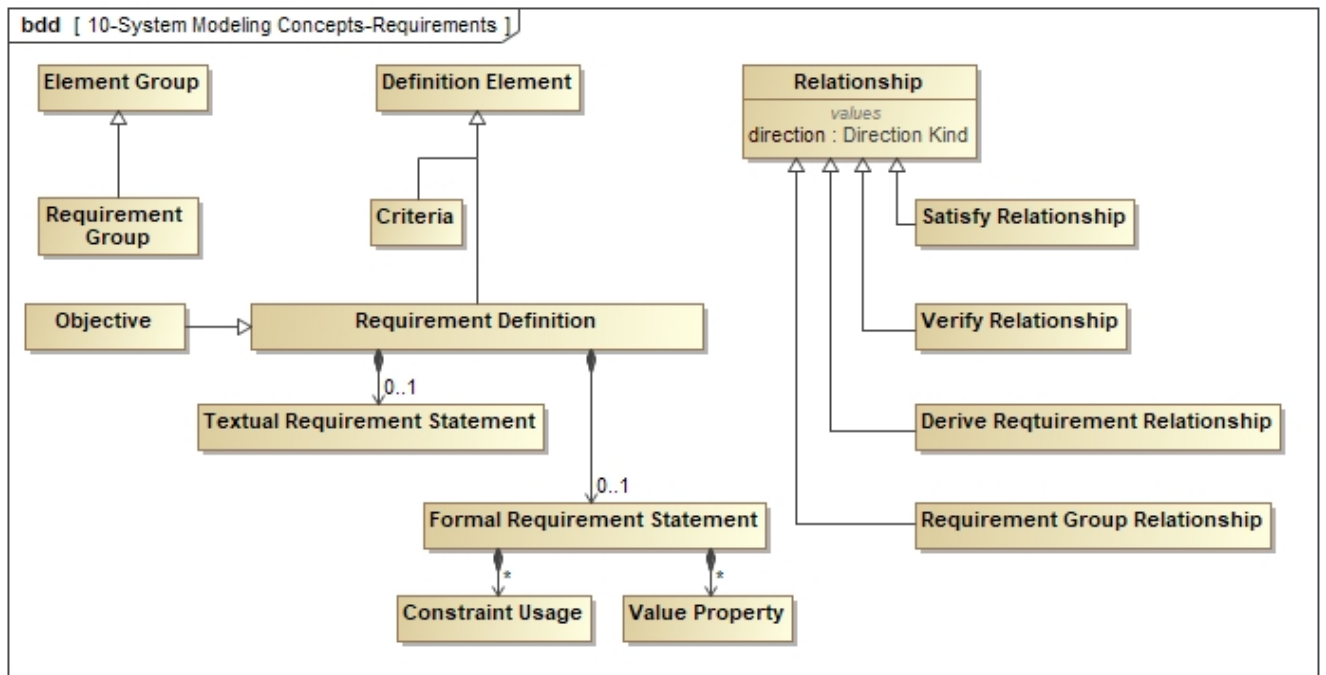 bdd [ 10-System Modeling Concepts-Requirements ]
Element Group
Definition Element
Relationship
values
direction : Direction Kind
Requirement
Group
Criteria
Satisfy Relationship
Objective
Requirement Definition
Verify Relationship
0..1
Textual Requirement Statement
Derive Reqtuirement Relationship
0..1
Formal Requirement Statement
Requirement Group Relationship
*
*
Constraint Usage
Value Property